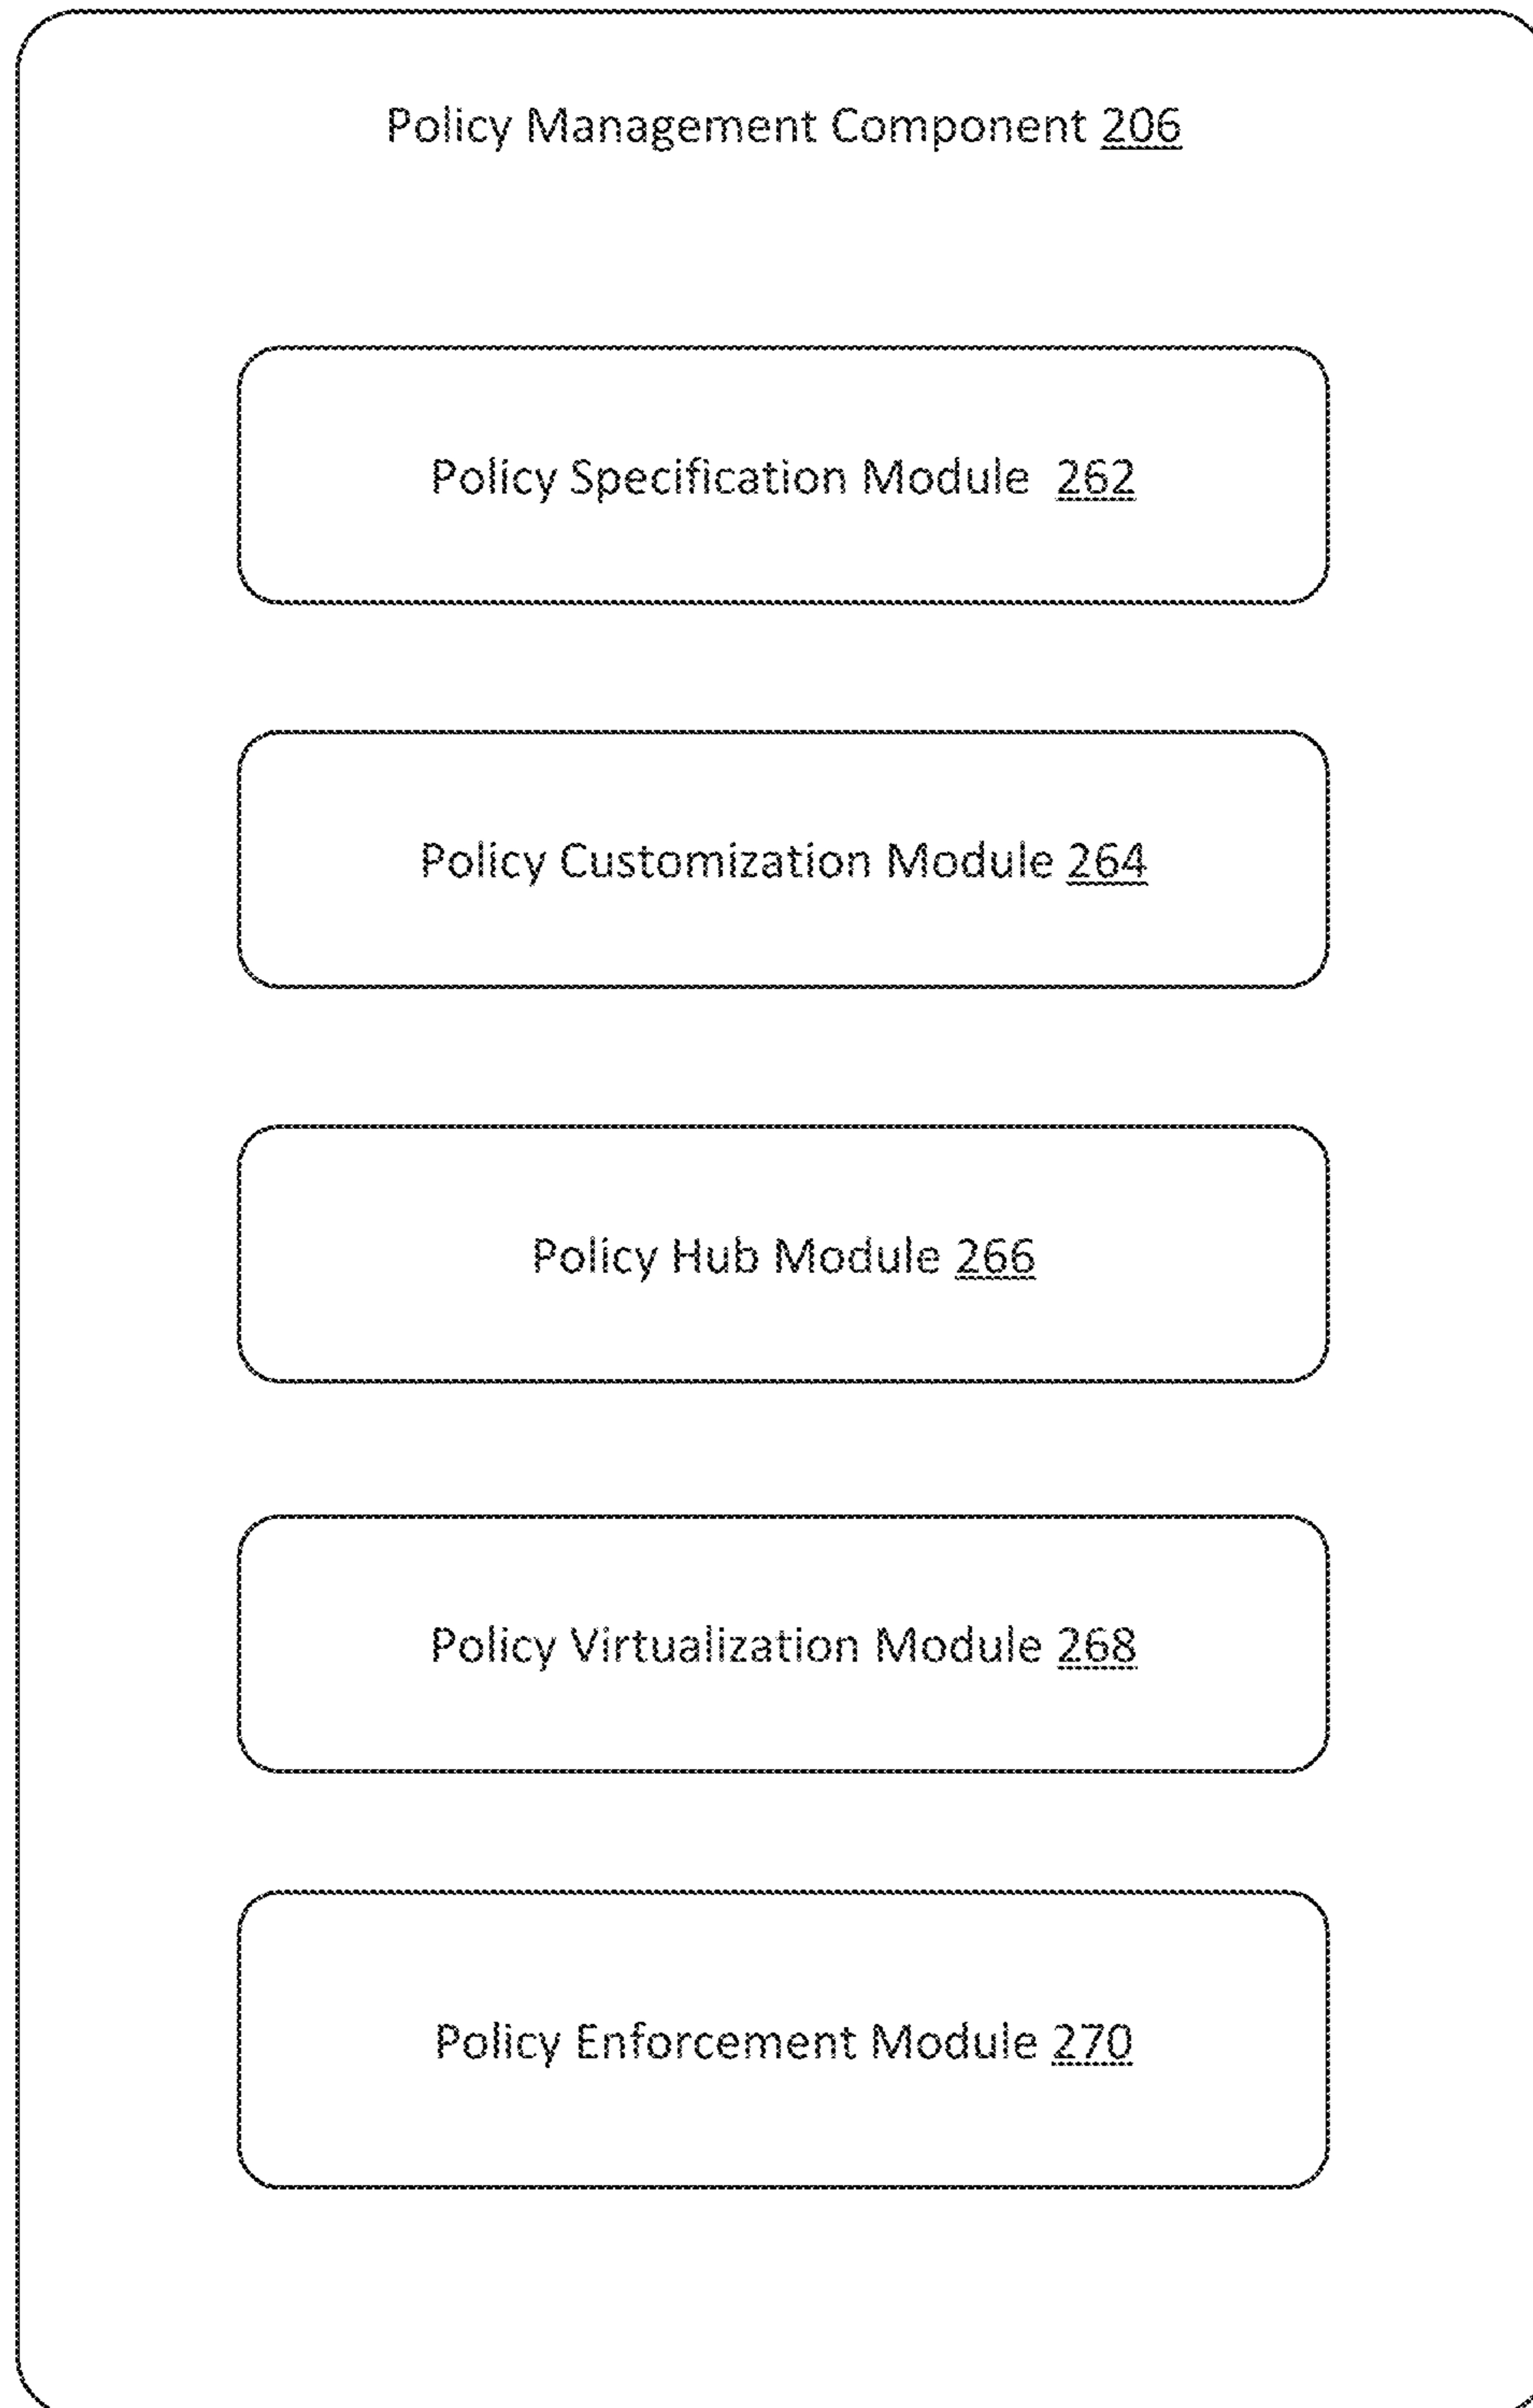 Policy Management Component 206
Policy Specification Module 262
Policy Customization Module 264
Policy Hub Module 266
Policy Virtualization Module 268
Policy Enforcement Module 270